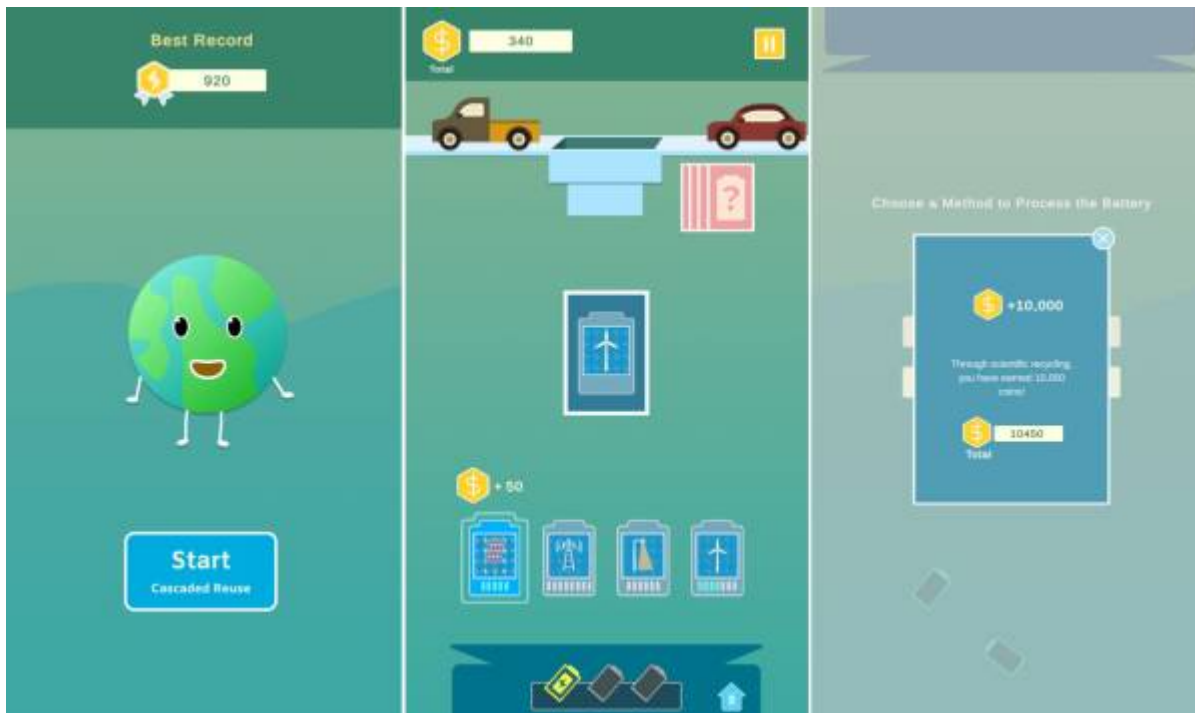 Best Record
920
Start
Cascaded Reuse
340
Total
?
+ 50
Choose a Method to Process the Battery
+10,000
Through scientific recycling,
you have earned 10,000
coins!
10450
Total